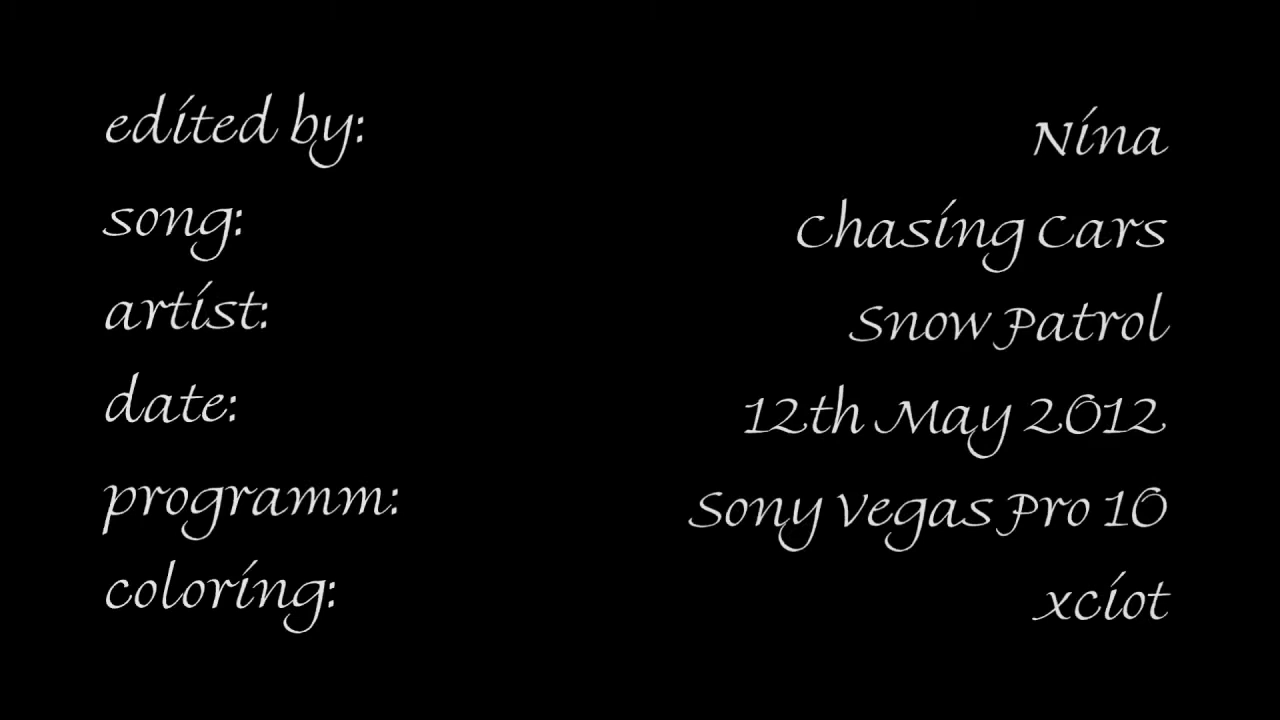 edited by: Nina
song: Chasing Cars
artist: Snow Patrol
date: 12th May 2012
programm: Sony Vegas Pro 10
coloring: xciot